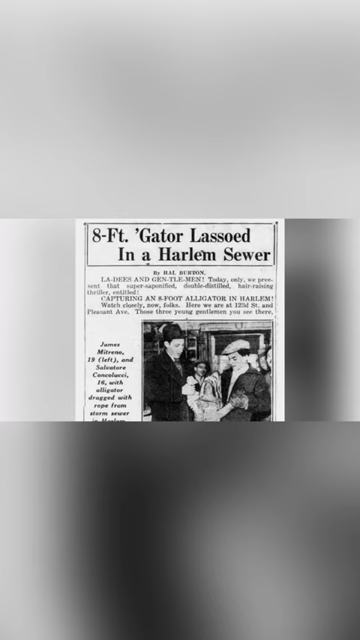 8-Ft. 'Gator Lassoed
In a Harlem Sewer
By HAL BURTON.
LA-DEES AND GEN-TLE-MEN! Today, only, we pre-
sent that super-saponified, double-distilled, hair-raising
thriller, entitled:
CAPTURING AN 8-FOOT ALLIGATOR IN HARLEM!
Watch closely, now, folks. Here we are at 123d St. and
Pleasant Ave. Those three young gentlemen you see there,
James
Mitreno,
19 (left), and
Salvatore
Concolucci,
16, with
alligator
dragged with
rope from
storm sewer
in Harlem